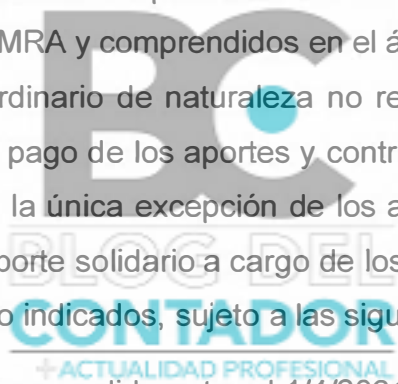 MRA y comprendidos en el á
rdinario de naturaleza no re
pago de los aportes y contr
la única excepción de los a
porte solidario a cargo de los
o indicados, sujeto a las sigu
BC
BLOG DEL
CONTADOR
+ ACTUALIDAD PROFESIONAL